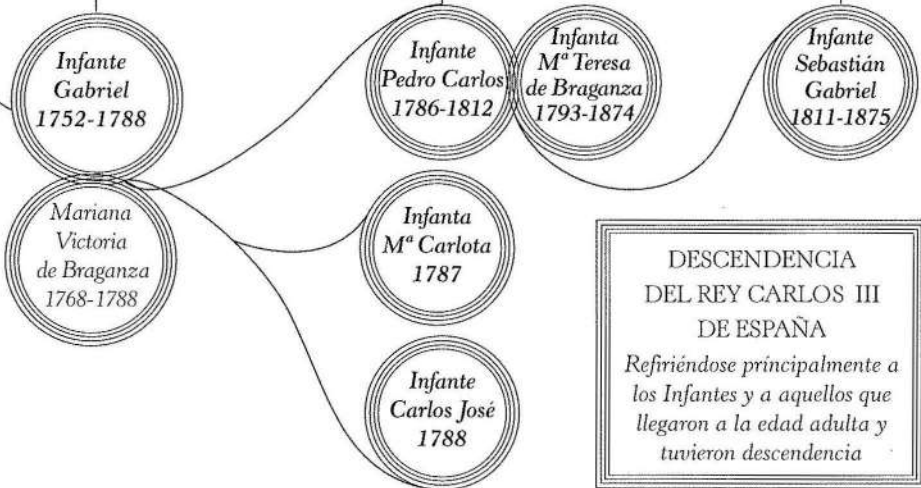 Infante
Gabriel
1752-1788
Mariana
Victoria
de Braganza
1768-1788
Infante
Pedro Carlos
1786-1812
Infanta
Mª Teresa
de Braganza
1793-1874
Infante
Sebastián
Gabriel
1811-1875
Infanta
Mª Carlota
1787
Infante
Carlos José
1788
DESCENDENCIA
DEL REY CARLOS III
DE ESPAÑA
Refiriéndose principalmente a
los Infantes y a aquellos que
llegaron a la edad adulta y
tuvieron descendencia